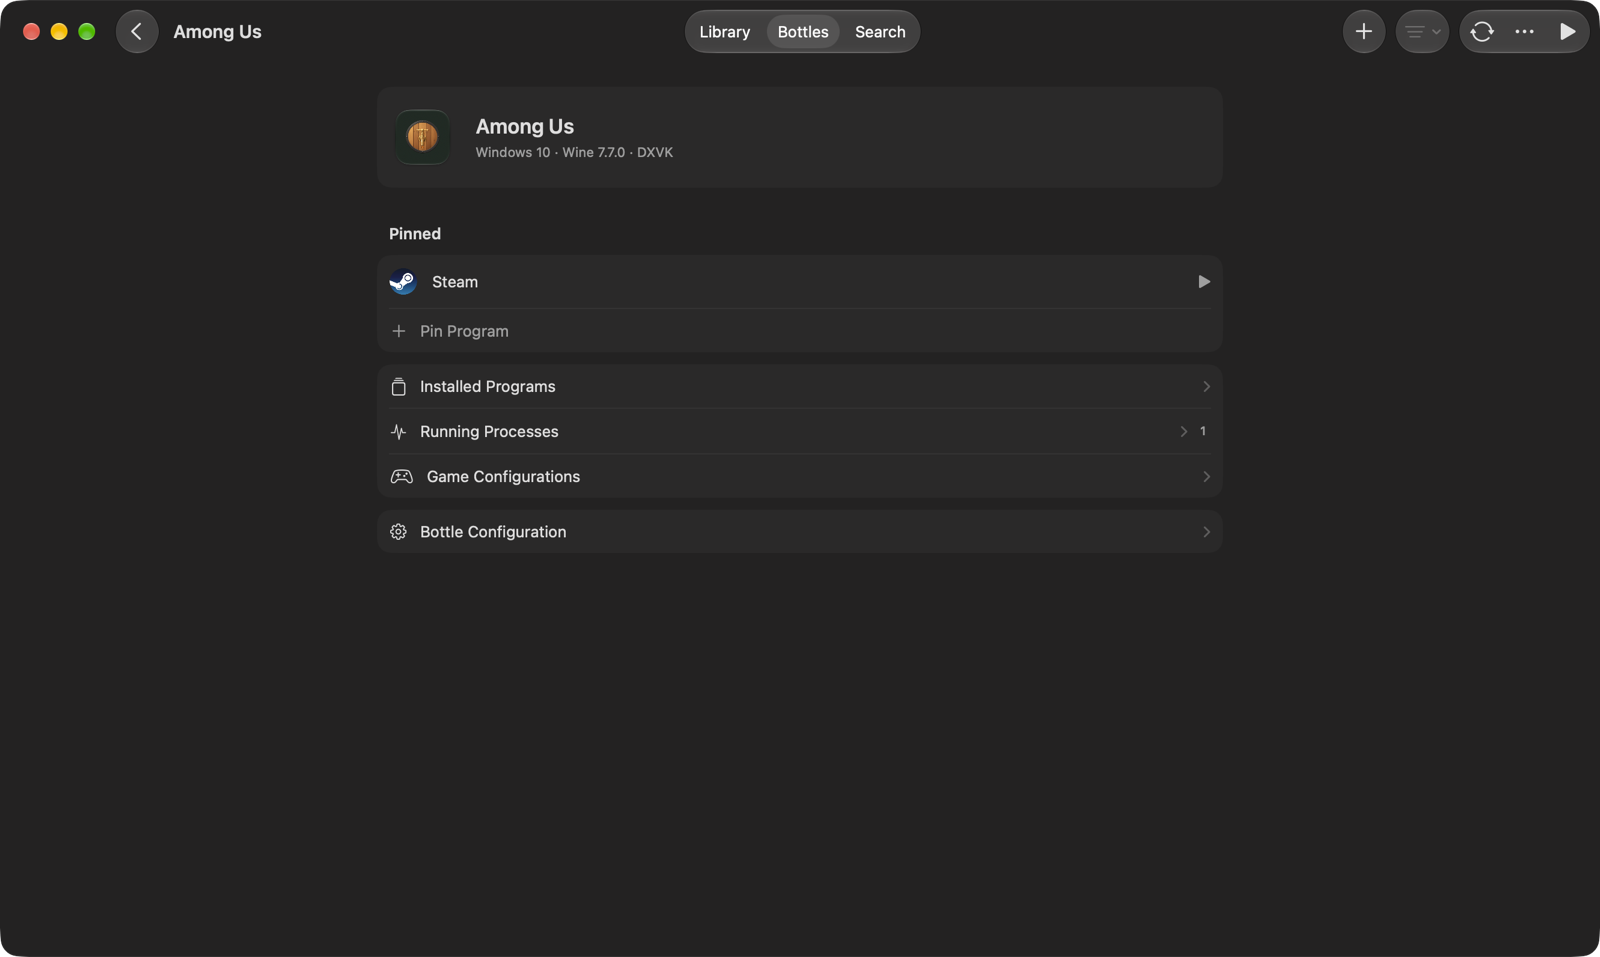 Among Us
Library
Bottles
Search
Among Us
Windows 10 · Wine 7.7.0 · DXVK
Pinned
Steam
Pin Program
Installed Programs
Running Processes
1
Game Configurations
Bottle Configuration